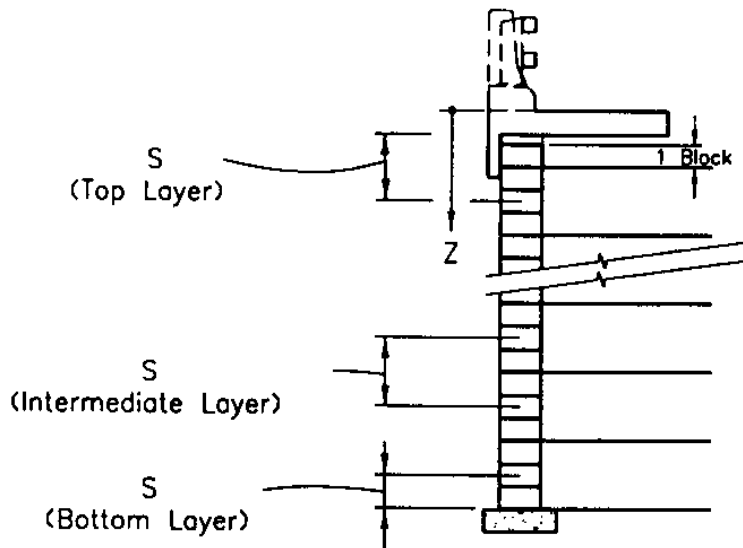 S
(Top Layer)
1 Block
Z
S
(Intermediate Layer)
S
(Bottom Layer)